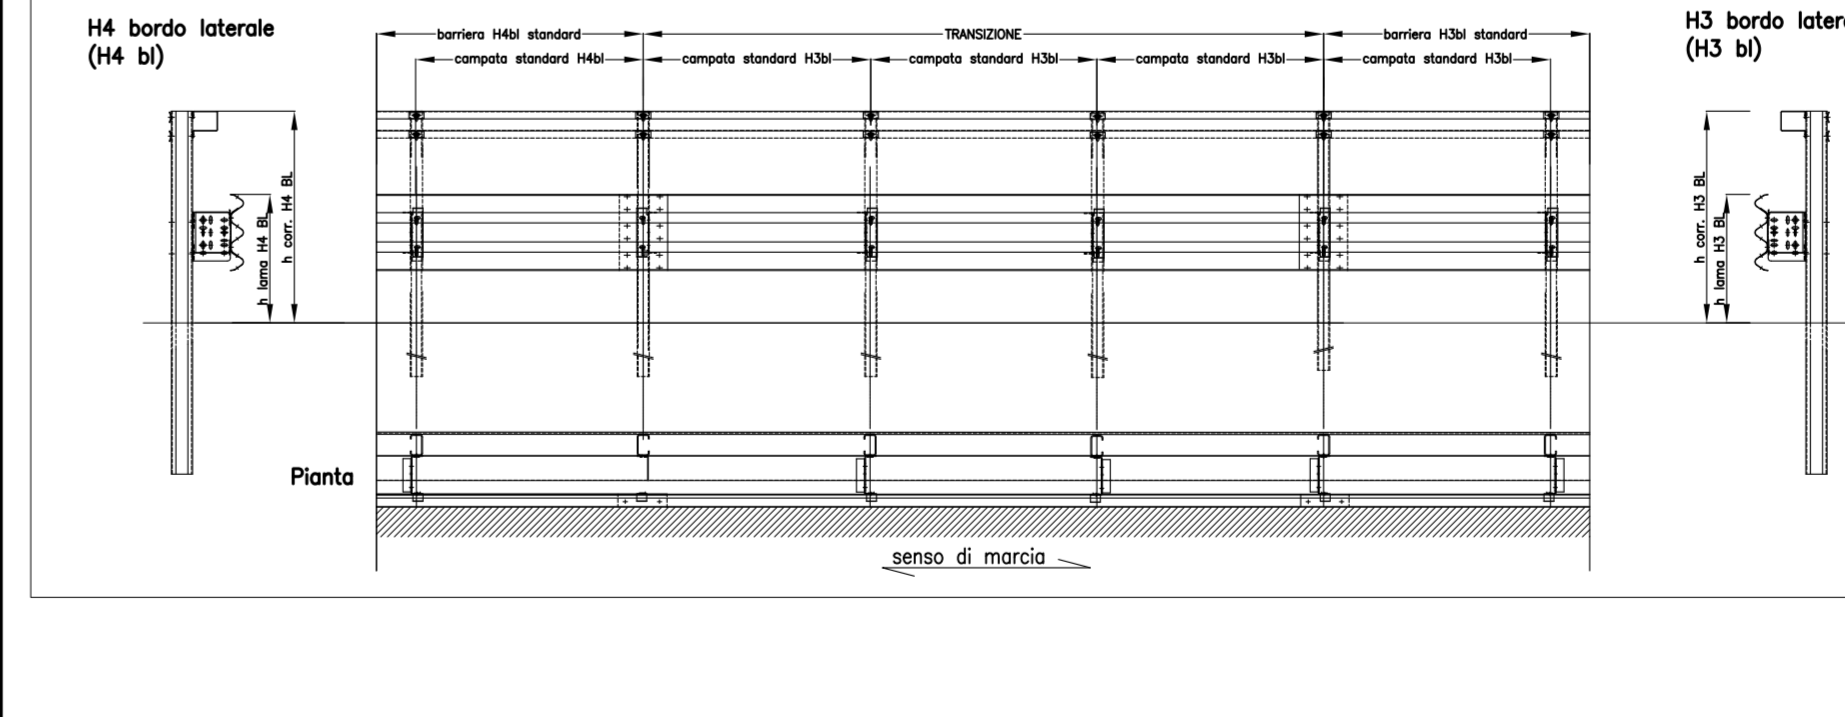 H4 bordo laterale
(H4 bl)
H3 bordo later
(H3 bl)
barriera H4bl standard
TRANSIZIONE
barriera H3bl standard
campata standard H4bl
campata standard H3bl
campata standard H3bl
campata standard H3bl
campata standard H3bl
h lama H4 BL
h corr. H4 BL
h corr. H3 BL
h lama H3 BL
Pianta
senso di marcia